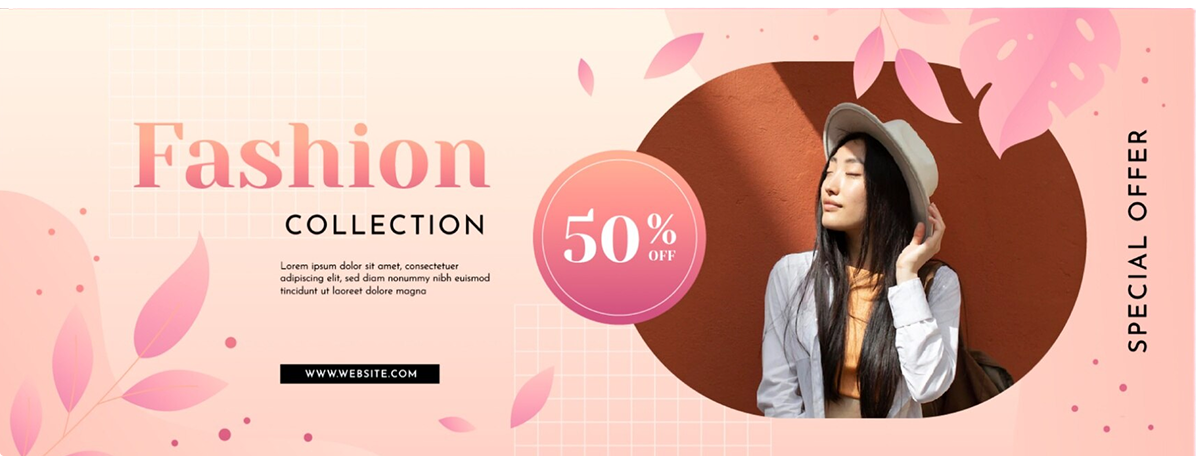 Fashion
COLLECTION
Lorem ipsum dolor sit amet, consectetuer
adipiscing elit, sed diam nonummy nibh euismod
tincidunt ut laoreet dolore magna
WWW.WEBSITE.COM
50%
OFF
SPECIAL OFFER